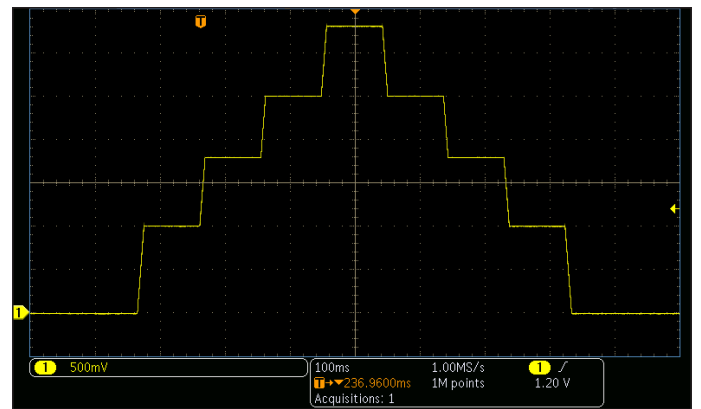 T
1
1 500mV
100ms 1.00MS/s 1 /
T→▼236.9600ms 1M points 1.20 V
Acquisitions: 1